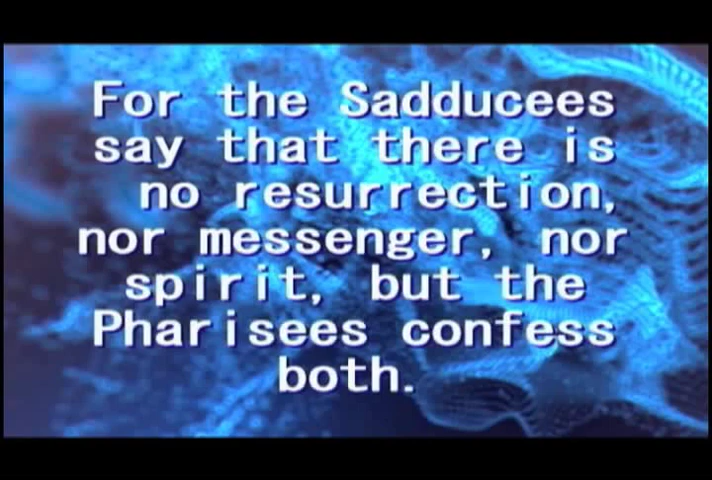 For the Sadducees
say that there is
no resurrection,
nor messenger, nor
spirit, but the
Pharisees confess
both.